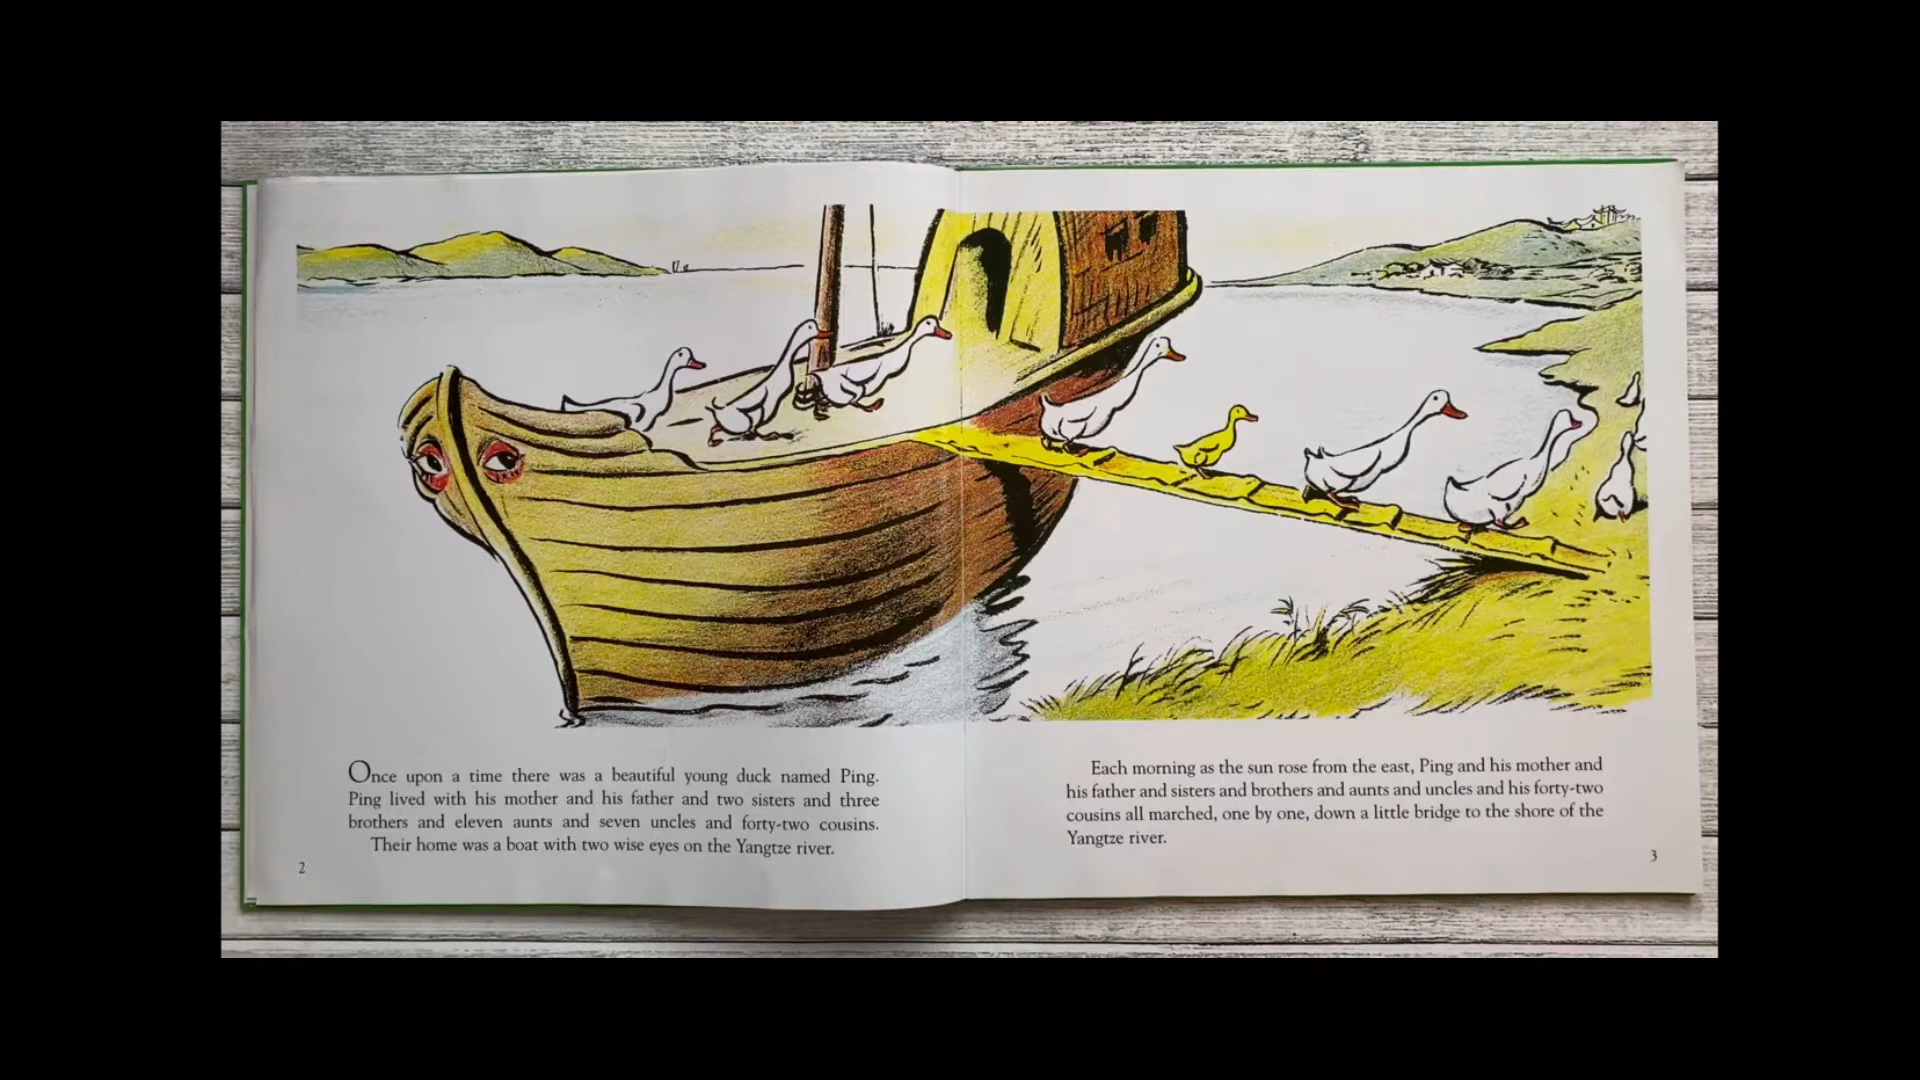 Once upon a time there was a beautiful young duck named Ping.
Ping lived with his mother and his father and two sisters and three
brothers and eleven aunts and seven uncles and forty-two cousins.
Their home was a boat with two wise eyes on the Yangtze river.
2
Each morning as the sun rose from the east, Ping and his mother and
his father and sisters and brothers and aunts and uncles and his forty-two
cousins all marched, one by one, down a little bridge to the shore of the
Yangtze river.
3